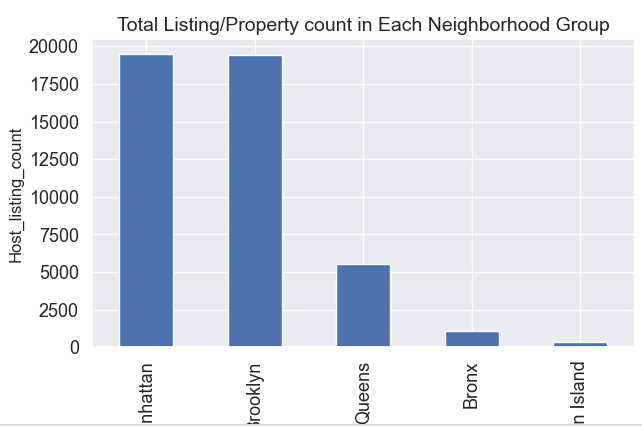 Total Listing/Property count in Each Neighborhood Group
Host_listing_count
20000
17500
15000
12500
10000
7500
5000
2500
0
nhattan
Brooklyn
Queens
Bronx
n Island